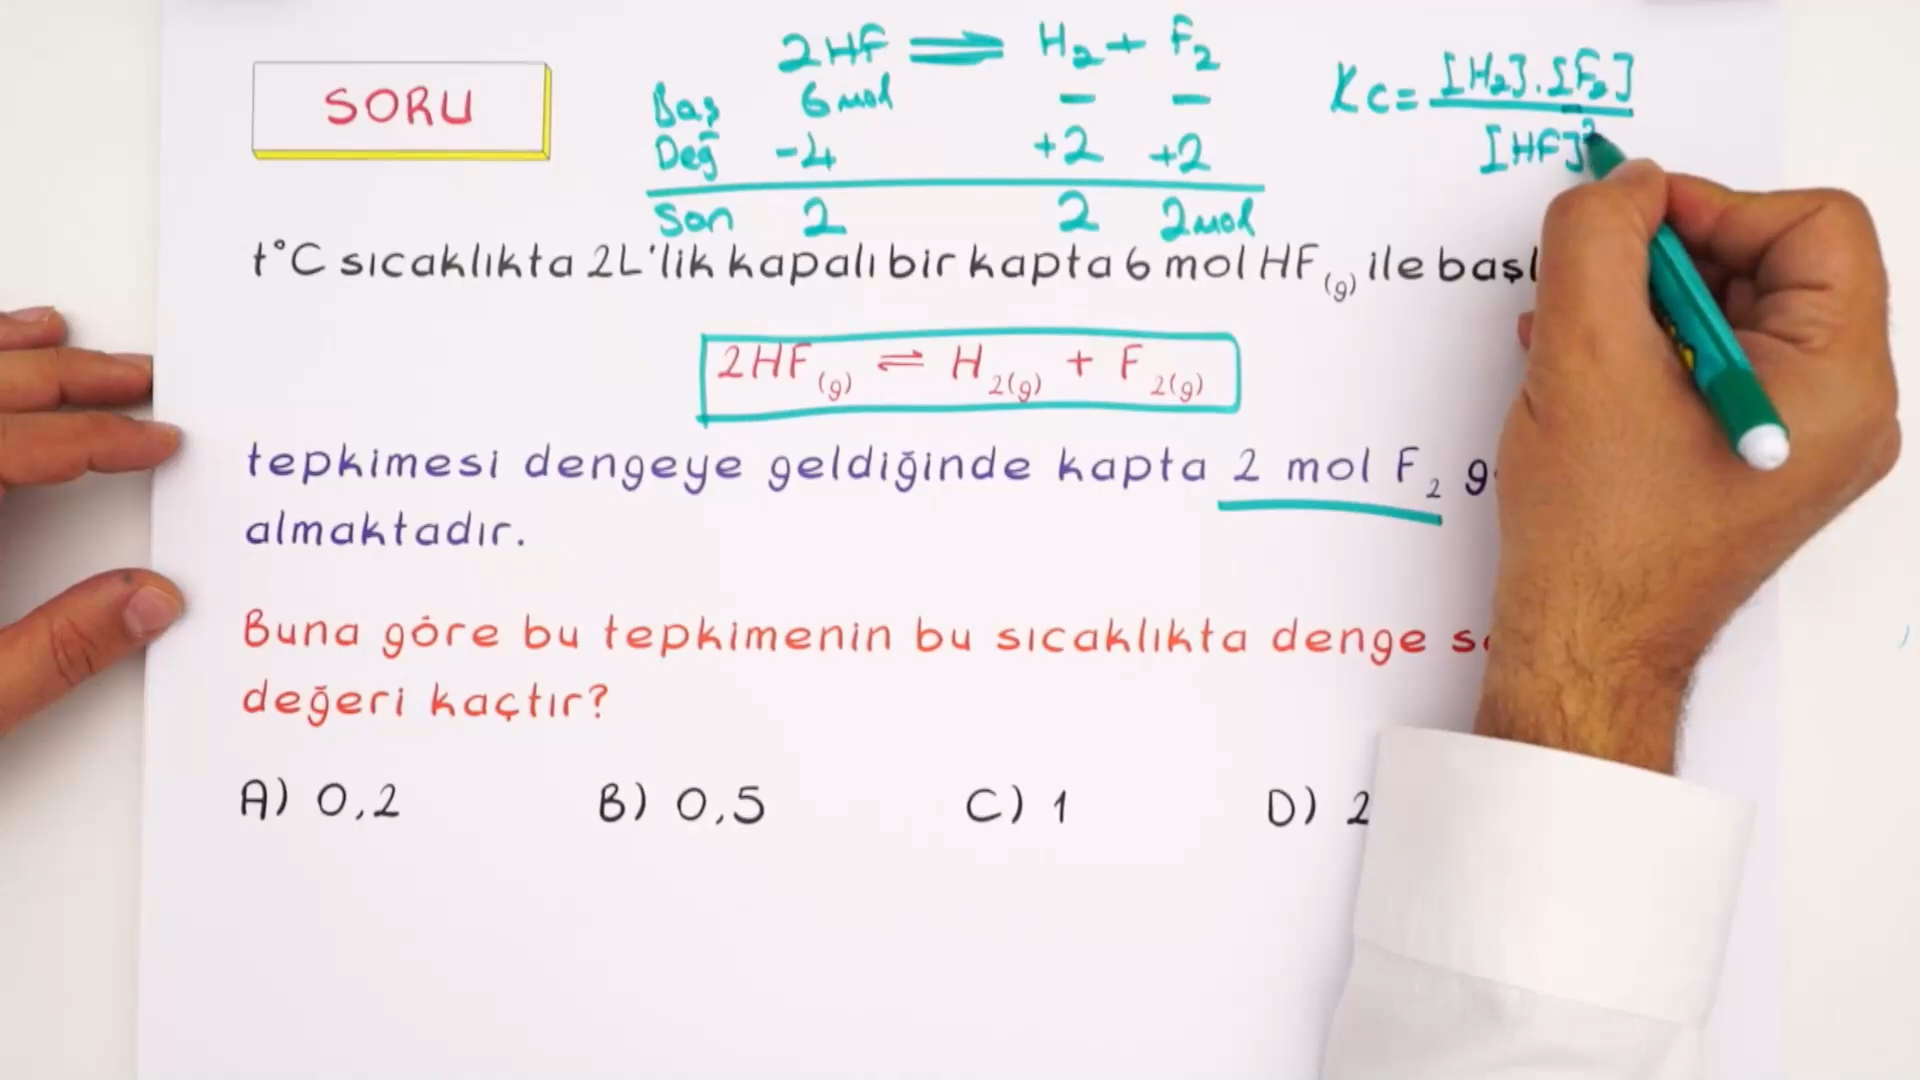 SORU
2HF ⇌ H2 + F2
Baş 6 mol – –
Değ -4 +2 +2
Son 2 2 2 mol
Kc = [H2].[F2] / [HF]²
t°C sıcaklıkta 2L'lik kapalı bir kapta 6 mol HF(g) ile
2HF(g) ⇌ H2(g) + F2(g)
tepkimesi dengeye geldiğinde kapta 2 mol F2
almaktadır.
Buna göre bu tepkimenin bu sıcaklıkta denge
değeri kaçtır?
A) 0,2 B) 0,5 C) 1 D) 2